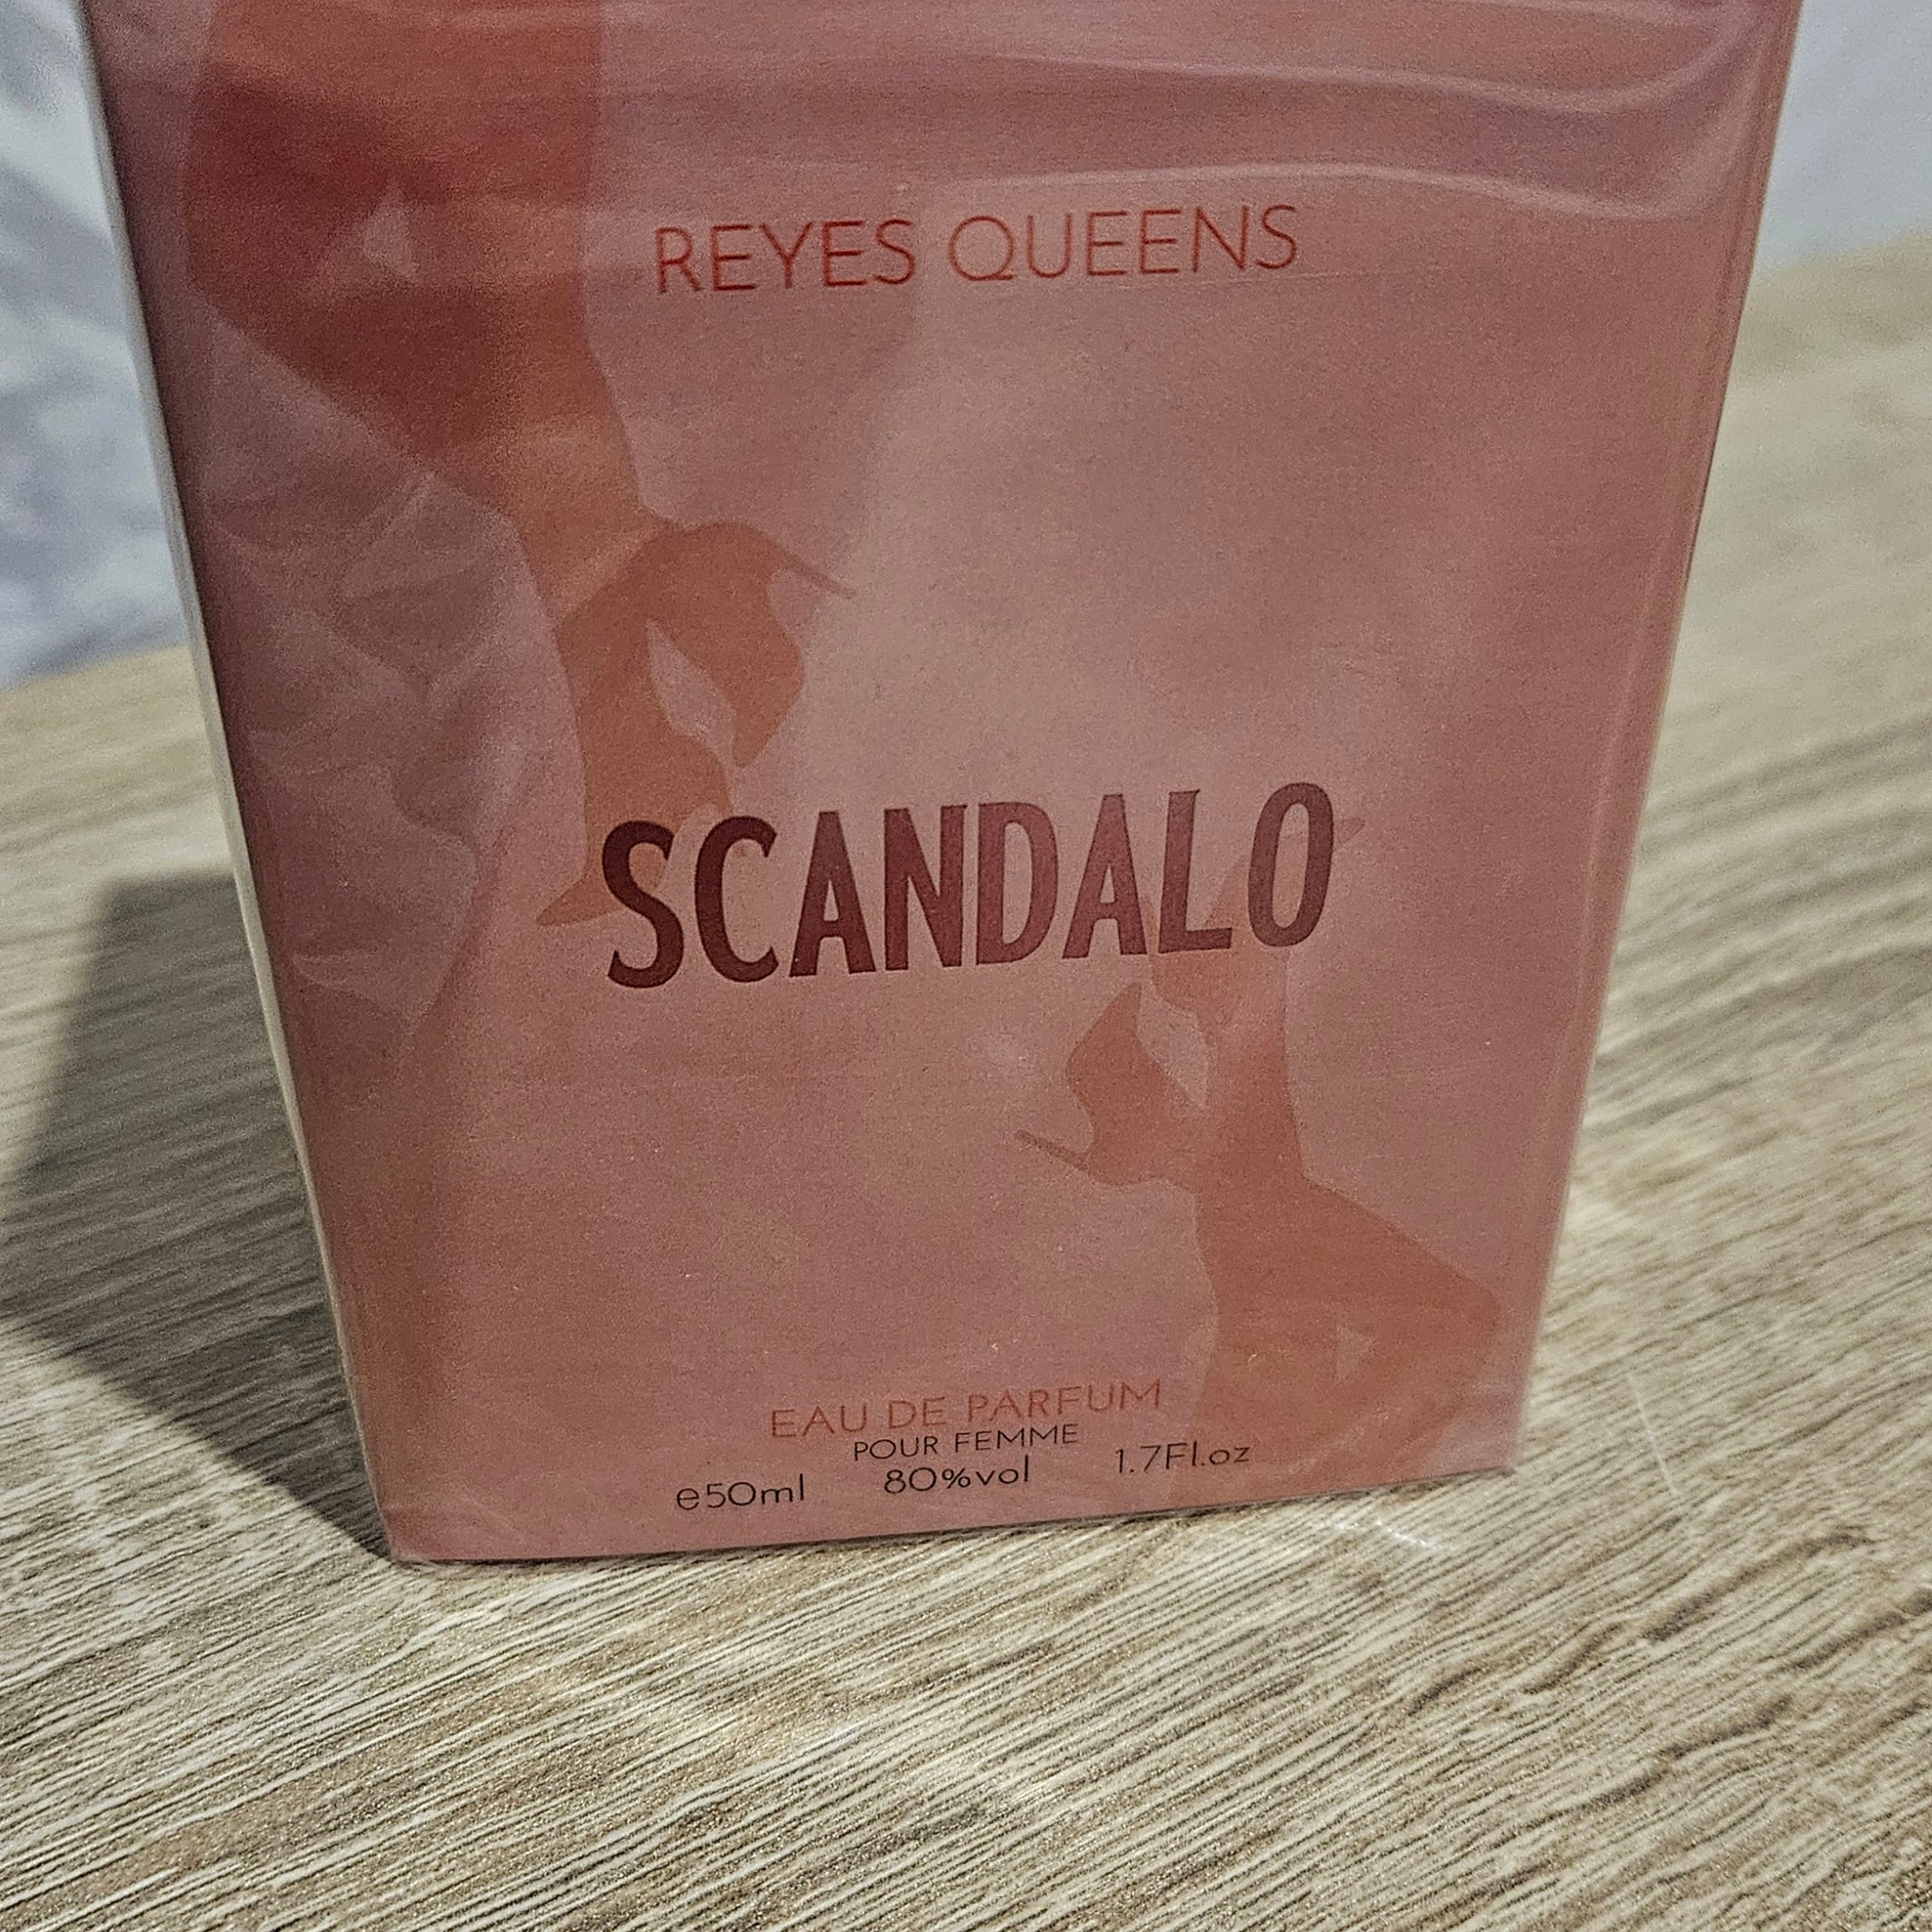 REYES QUEENS
SCANDALO
EAU DE PARFUM
POUR FEMME
e50ml 80%vol 1.7Fl.oz